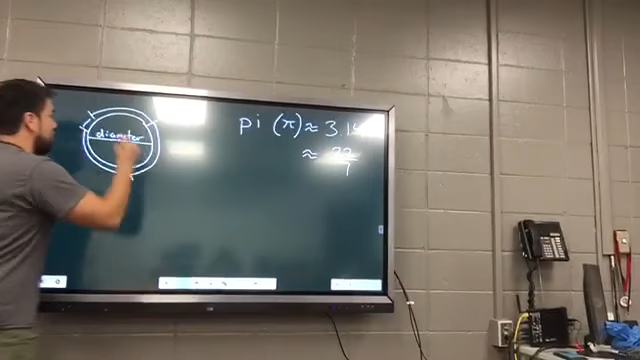 diameter
pi (π) ≈ 3.14
≈ 22/7